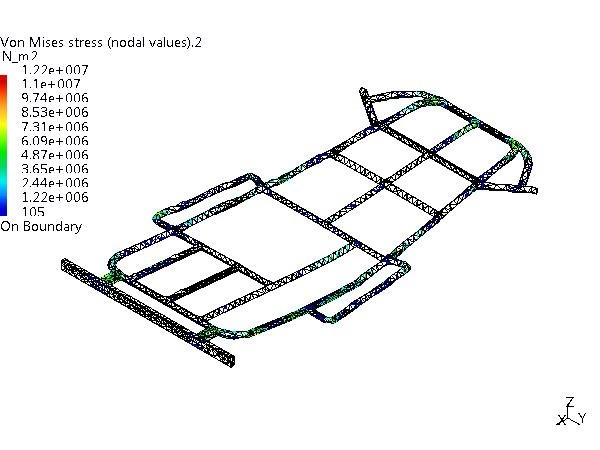 Von Mises stress (nodal values).2
N_m2
1.22e+007
1.1e+007
9.74e+006
8.53e+006
7.31e+006
6.09e+006
4.87e+006
3.65e+006
2.44e+006
1.22e+006
105
On Boundary
Z
X Y